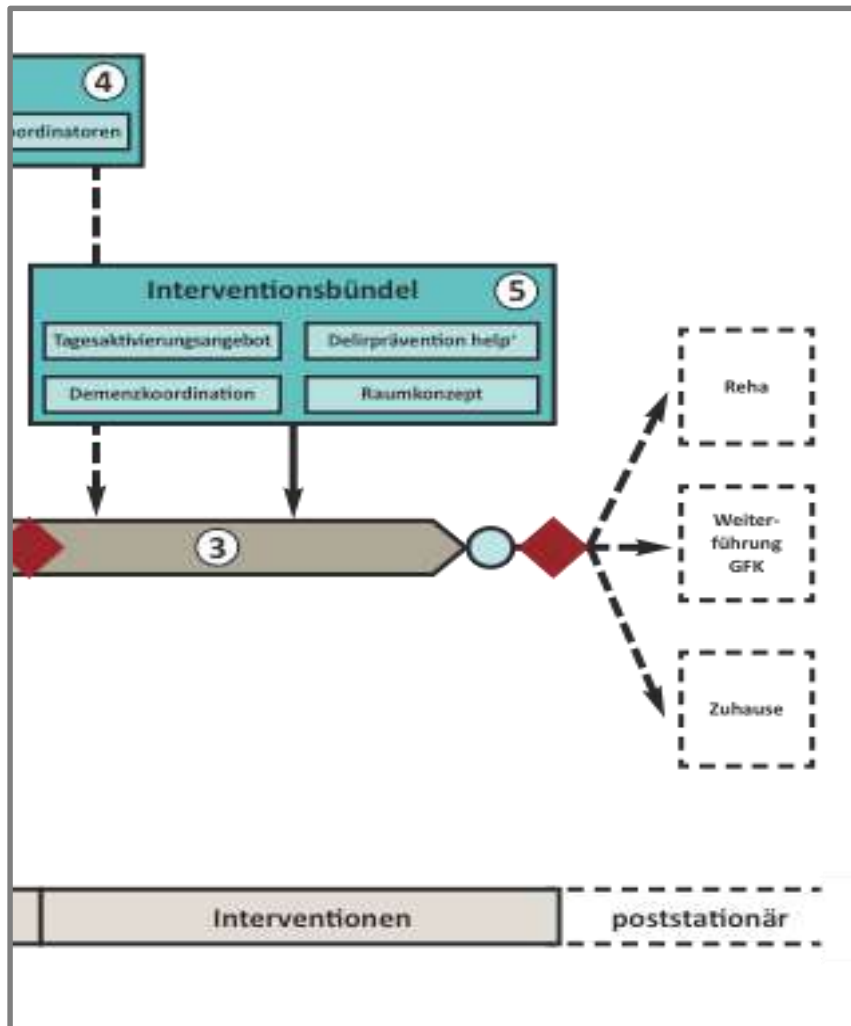 4
oordinatoren
Interventionsbündel
5
Tagesaktivierungsangebot
Delirprävention help⁺
Demenzkoordination
Raumkonzept
3
Reha
Weiter-
führung
GFK
Zuhause
Interventionen
poststationär